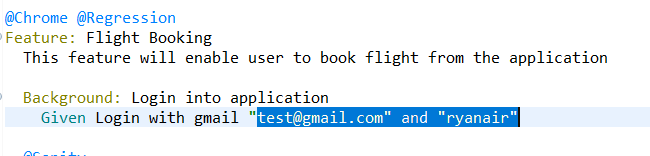 @Chrome @Regression
Feature: Flight Booking
This feature will enable user to book flight from the application
Background: Login into application
Given Login with gmail "test@gmail.com" and "ryanair"